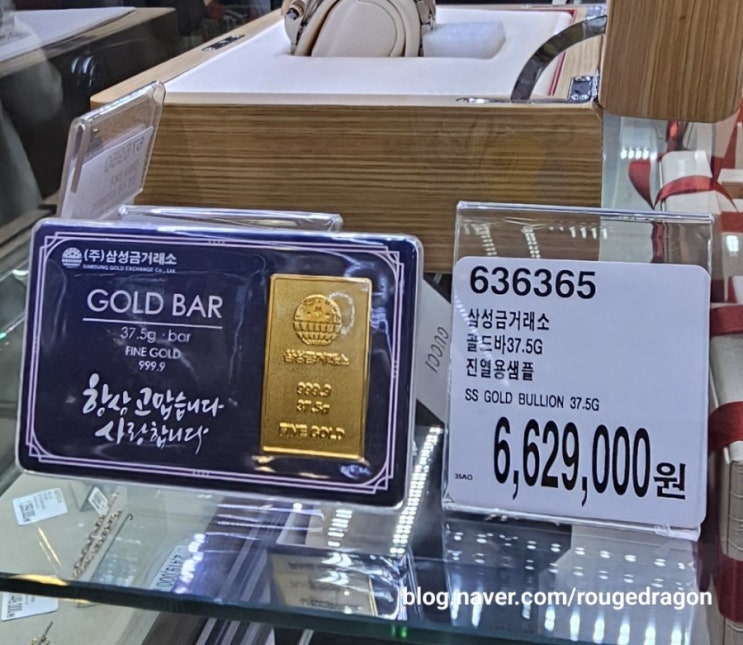 (주)삼성금거래소
SAMSUNG GOLD EXCHANGE Co., Ltd.
GOLD BAR
37.5g · bar
FINE GOLD
999.9
항상 고맙습니다
사랑합니다
삼성금거래소
999.9
37.5g
FINE GOLD
GUCCI
636365
삼성금거래소
골드바37.5G
진열용샘플
SS GOLD BULLION 37.5G
6,629,000원
3SAO
blog.naver.com/rougedragon